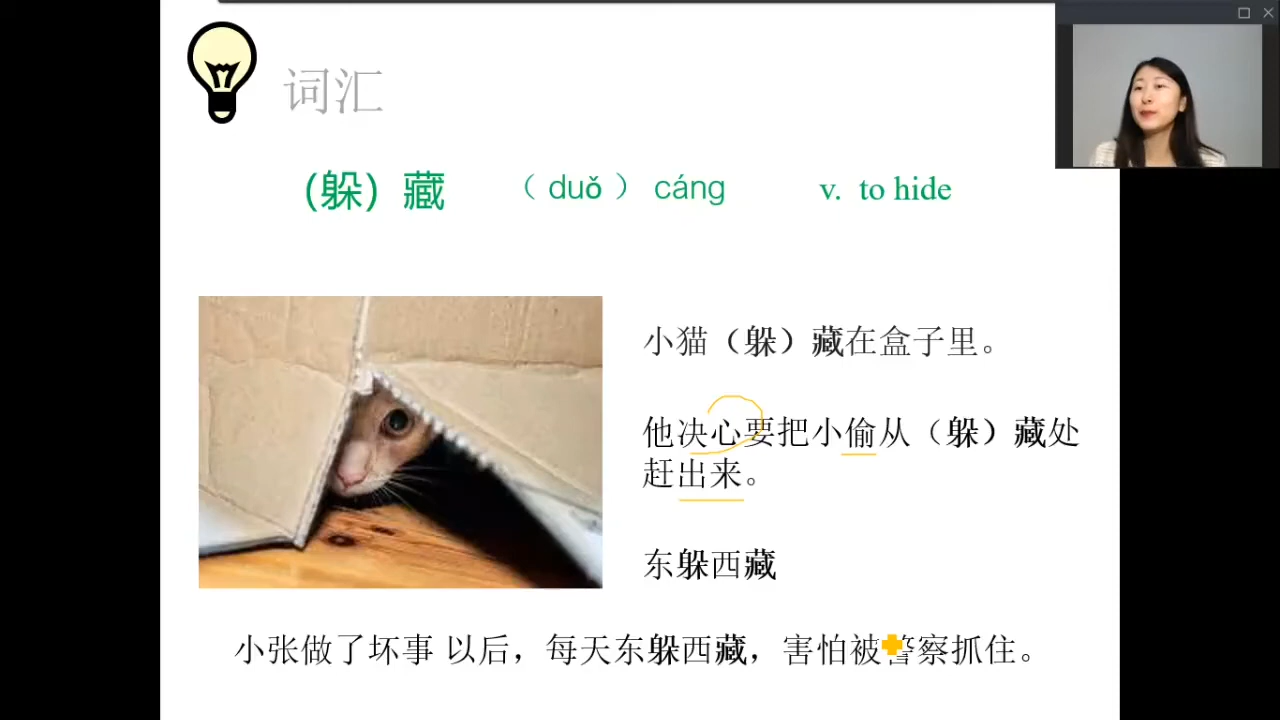 词汇
(躲）藏 （ duǒ ） cáng v. to hide
小猫（躲）藏在盒子里。
他决心要把小偷从（躲）藏处
赶出来。
东躲西藏
小张做了坏事 以后，每天东躲西藏，害怕被警察抓住。